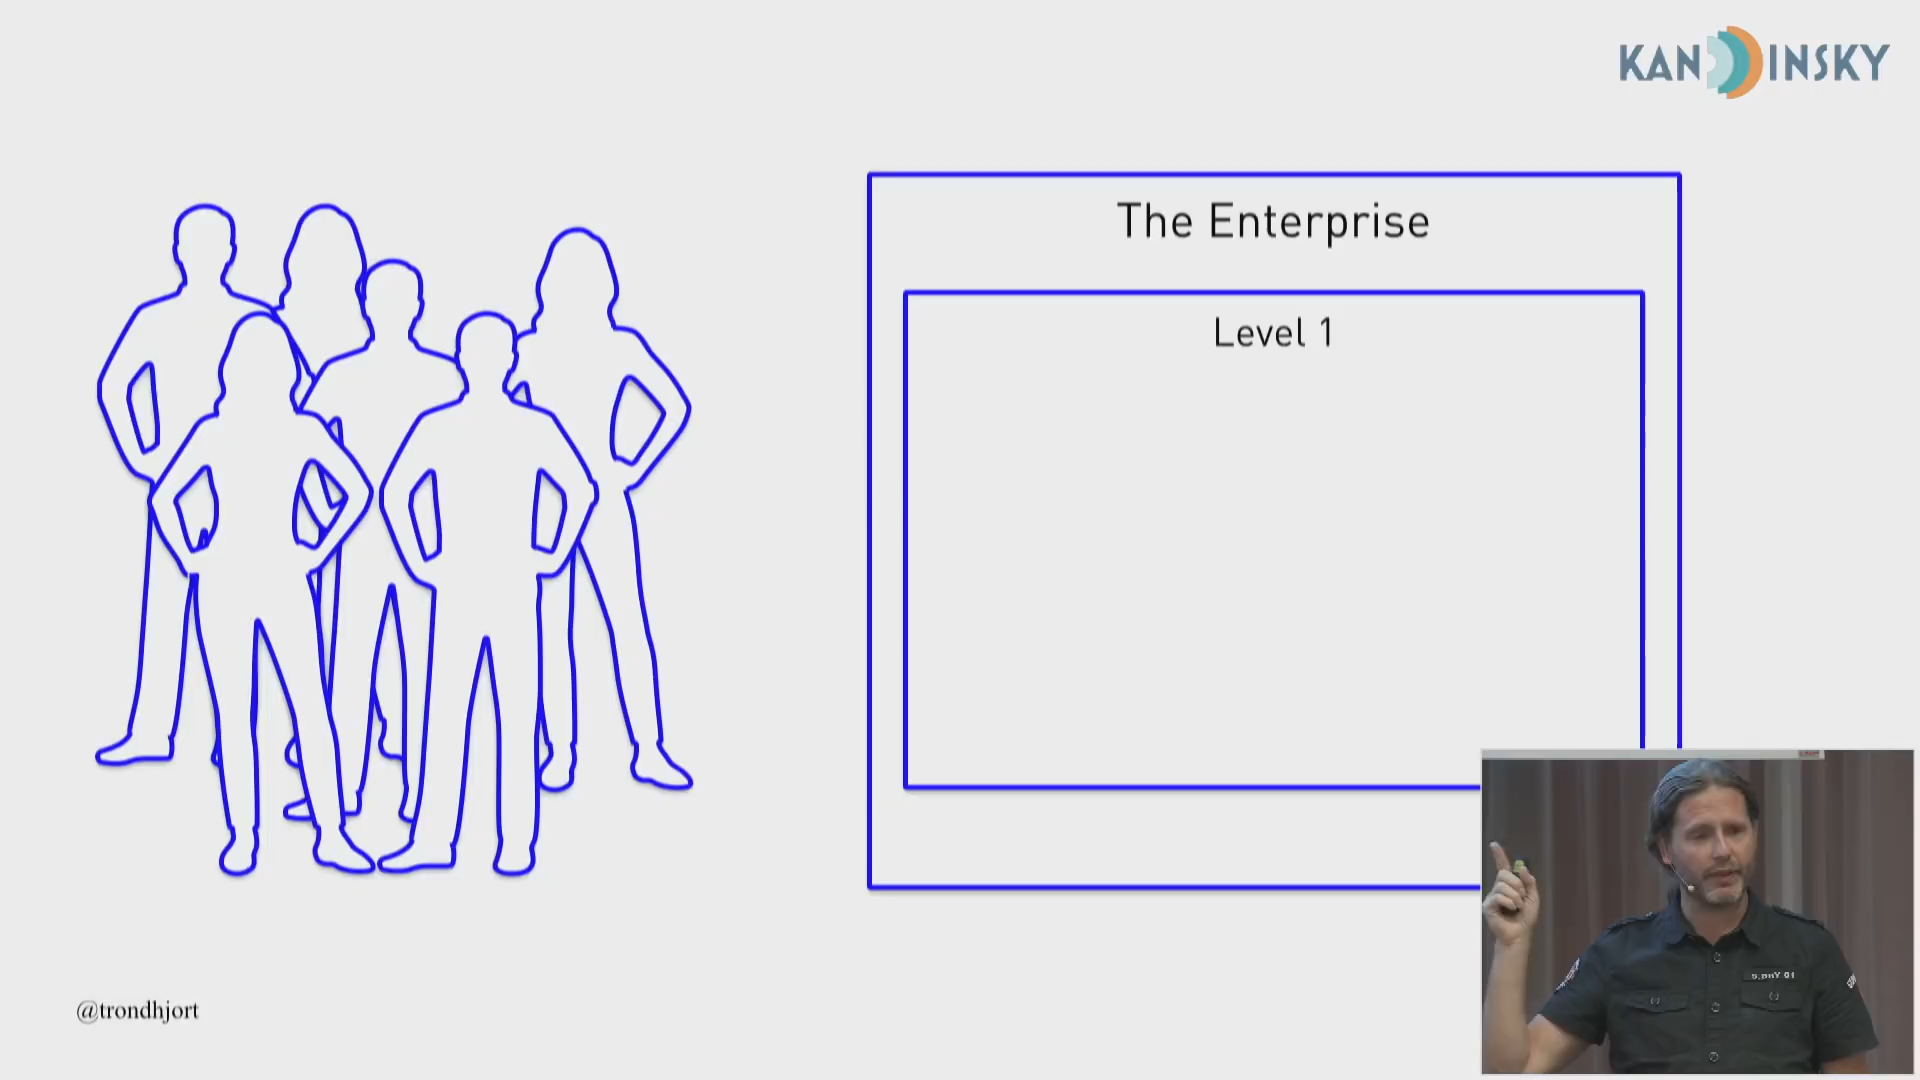 KANDINSKY
The Enterprise
Level 1
@trondhjort